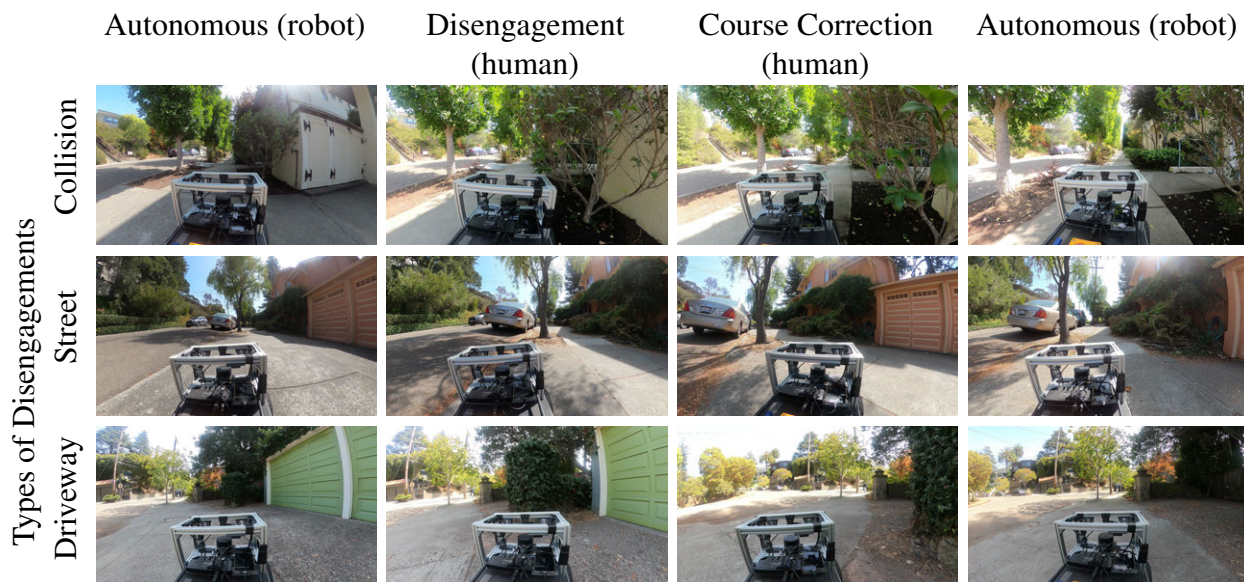 Autonomous (robot)
Disengagement
(human)
Course Correction
(human)
Autonomous (robot)
Types of Disengagements
Collision
Street
Driveway